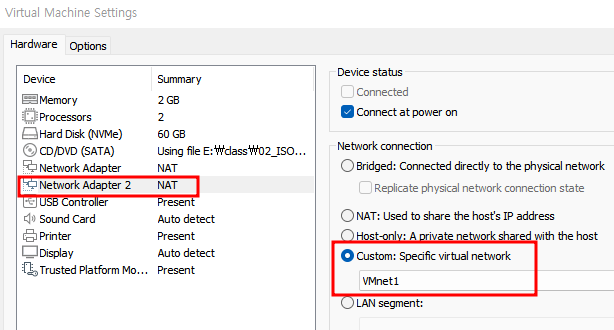 Virtual Machine Settings
Hardware
Options
Device Summary
Memory 2 GB
Processors 2
Hard Disk (NVMe) 60 GB
CD/DVD (SATA) Using file E:₩class₩02_ISO...
Network Adapter NAT
Network Adapter 2 NAT
USB Controller Present
Sound Card Auto detect
Printer Present
Display Auto detect
Trusted Platform Mo... Present
Device status
Connected
Connect at power on
Network connection
Bridged: Connected directly to the physical network
Replicate physical network connection state
NAT: Used to share the host's IP address
Host-only: A private network shared with the host
Custom: Specific virtual network
VMnet1
LAN segment: